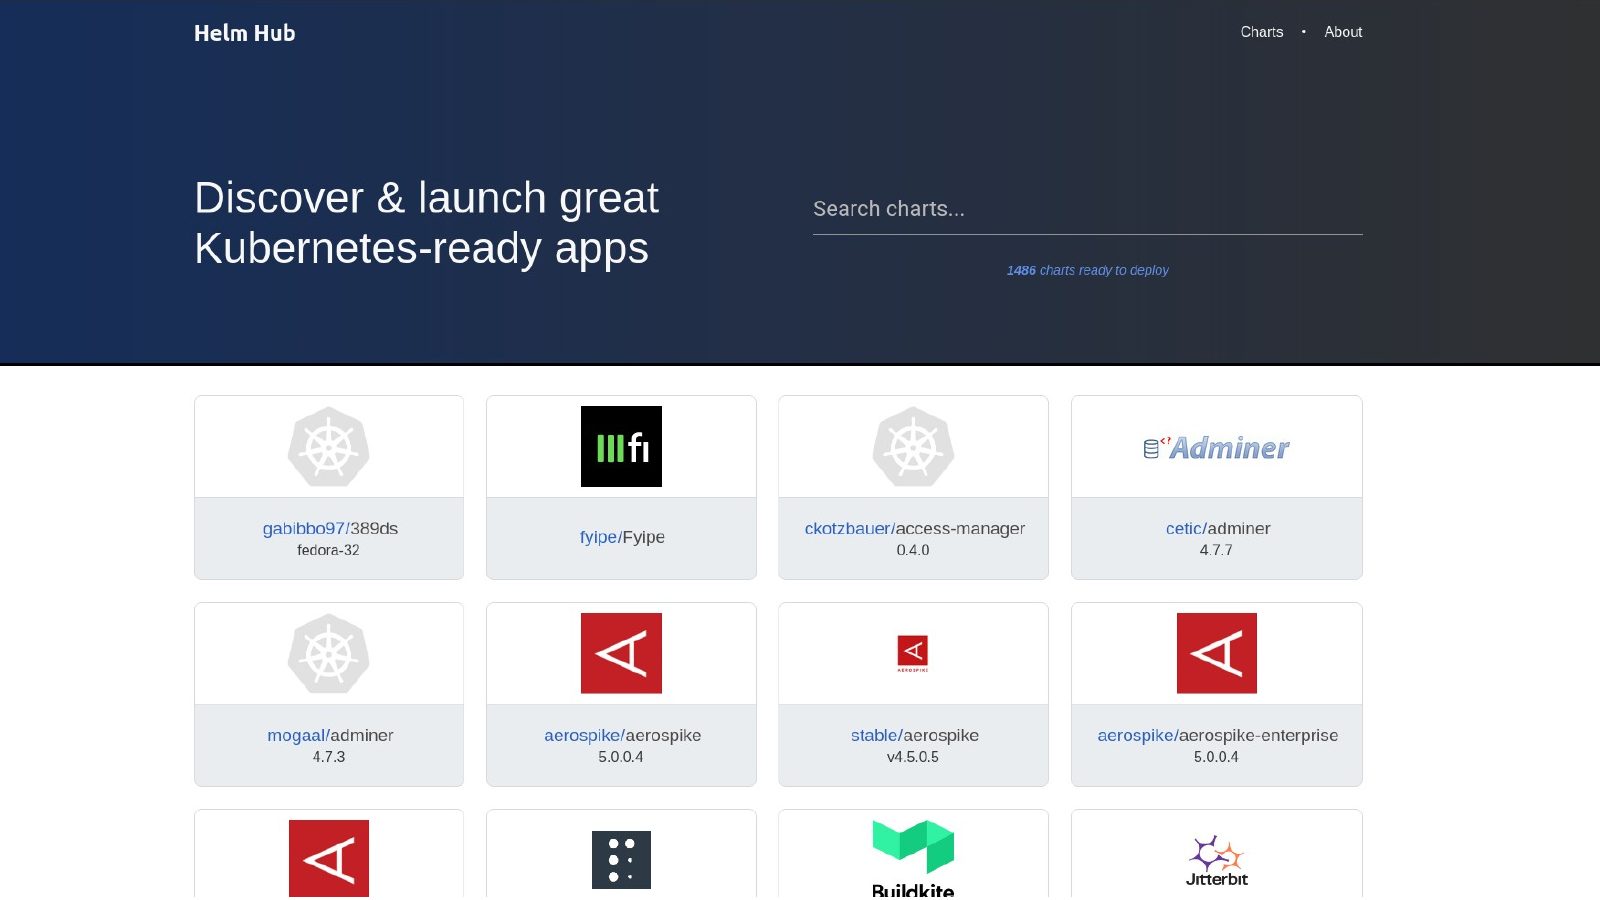 Helm Hub
Charts • About
Discover & launch great
Kubernetes-ready apps
Search charts...
1486 charts ready to deploy
fi
<? Adminer
gabibbo97/389ds
fedora-32
fyipe/Fyipe
ckotzbauer/access-manager
0.4.0
cetic/adminer
4.7.7
AEROSPIKE
mogaal/adminer
4.7.3
aerospike/aerospike
5.0.0.4
stable/aerospike
v4.5.0.5
aerospike/aerospike-enterprise
5.0.0.4
Buildkite
Jitterbit